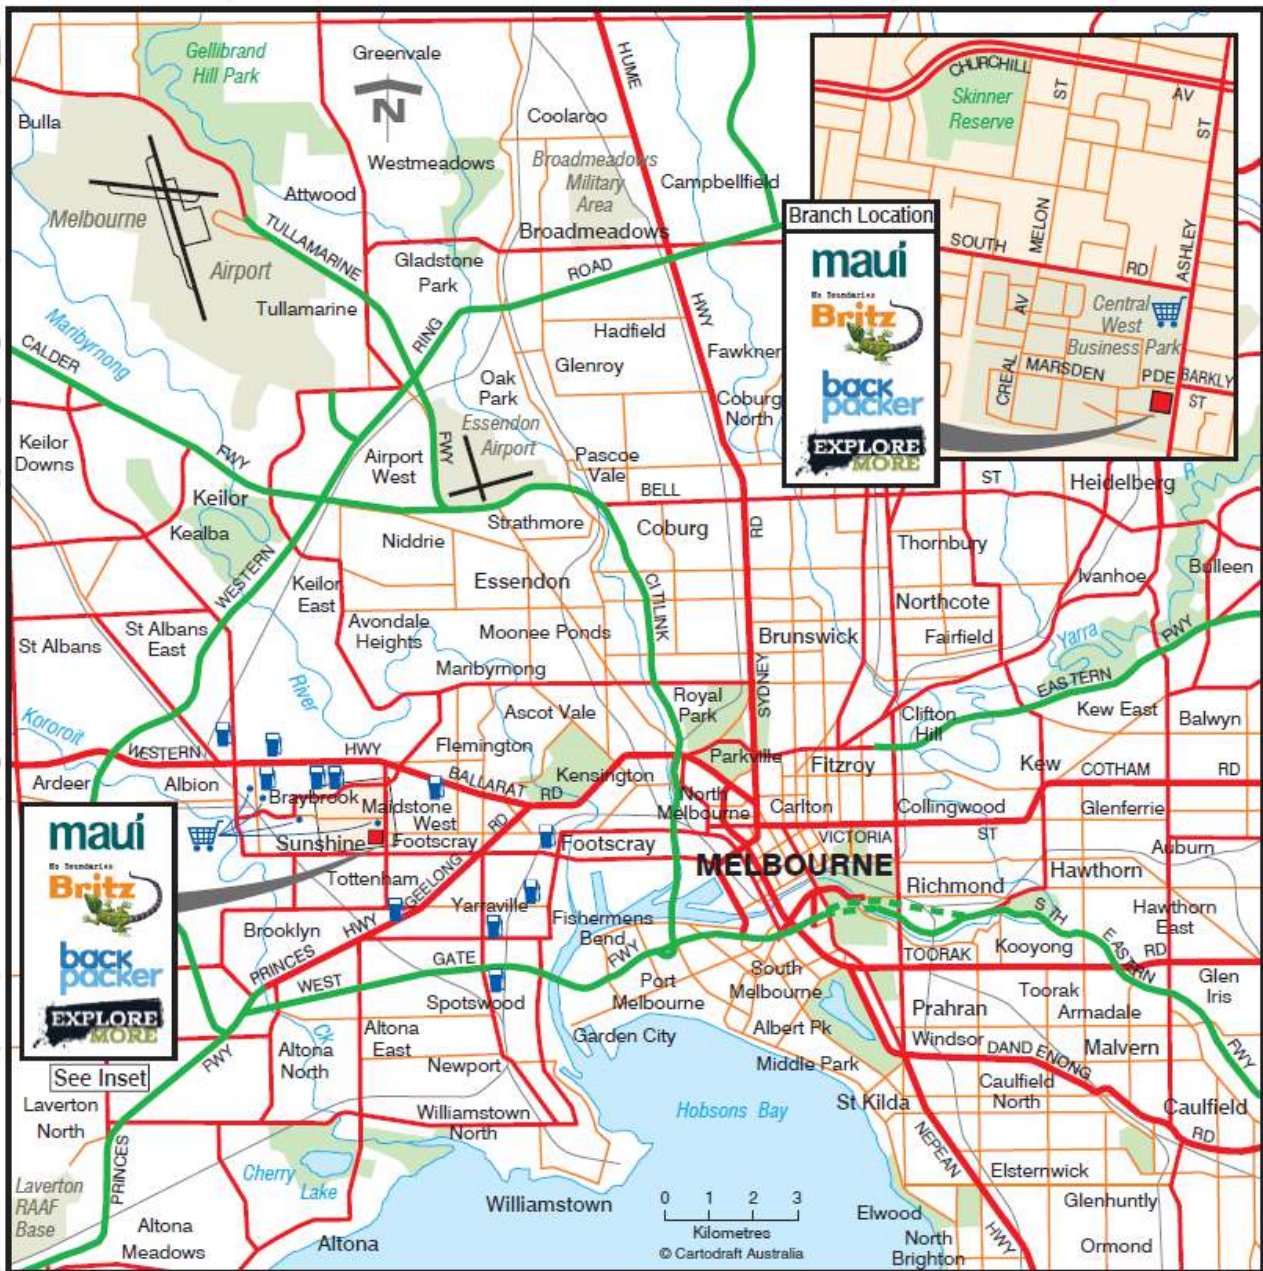 Gellibrand
Hill Park
Greenvale
N
HUME
Bulla
Coolaroo
Westmeadows
Broadmeadows
Military
Area
Campbellfield
Attwood
Melbourne
Airport
TULLAMARINE
Broadmeadows
Gladstone
Park
ROAD
Tullamarine
RING
HWY
Hadfield
Maribyrnong
CALDER
Glenroy
Fawkner
Oak
Park
Coburg
North
Essendon
Airport
Keilor
Downs
FWY
FWY
Airport
West
Pascoe
Vale
BELL
ST
Heidelberg
R
Keilor
Strathmore
Coburg
RD
Kealba
Niddrie
Thornbury
WESTERN
Keilor
East
Essendon
CITILINK
Ivanhoe
Bulleen
Northcote
Avondale
Heights
St Albans
St Albans
East
Moonee Ponds
Brunswick
Fairfield
Yarra
FWY
Maribyrnong
River
SYDNEY
EASTERN
Royal
Park
Kororoit
Ascot Vale
Clifton
Hill
Kew East
Balwyn
WESTERN
HWY
Flemington
Parkville
Fitzroy
Kew
COTHAM
RD
Ardeer
Albion
BALLARAT
RD
Kensington
Braybrook
Maidstone
West
Footscray
RD
North
Melbourne
Carlton
Collingwood
Glenferrie
Sunshine
Footscray
VICTORIA
ST
Auburn
MELBOURNE
Hawthorn
Tottenham
GEELONG
Richmond
Yarraville
Fishermens
Bend
STH
Hawthorn
East
Brooklyn
HWY
PRINCES
FWY
TOORAK
Kooyong
EASTERN
RD
WEST
GATE
South
Melbourne
Glen
Iris
Port
Melbourne
Spotswood
Prahran
Toorak
Armadale
Garden City
Albert Pk
Ck
Altona
East
Windsor
DANDENONG
Malvern
FWY
FWY
Altona
North
Newport
Middle Park
Caulfield
North
Laverton
North
Williamstown
North
Hobsons Bay
St Kilda
Caulfield
RD
PRINCES
NEPEAN
Cherry
Lake
Elsternwick
Laverton
RAAF
Base
Williamstown
Glenhuntly
Elwood
Altona
Meadows
Altona
North
Brighton
HWY
Ormond
0 1 2 3
Kilometres
© Cartodraft Australia
maui
No Boundaries
Britz
back
packer
EXPLORE
MORE
See Inset
Branch Location
maui
No Boundaries
Britz
back
packer
EXPLORE
MORE
CHURCHILL
ST
AV
Skinner
Reserve
ST
SOUTH
MELON
RD
ASHLEY
AV
Central
West
Business Park
CREAL
MARSDEN
PDE
BARKLY
ST